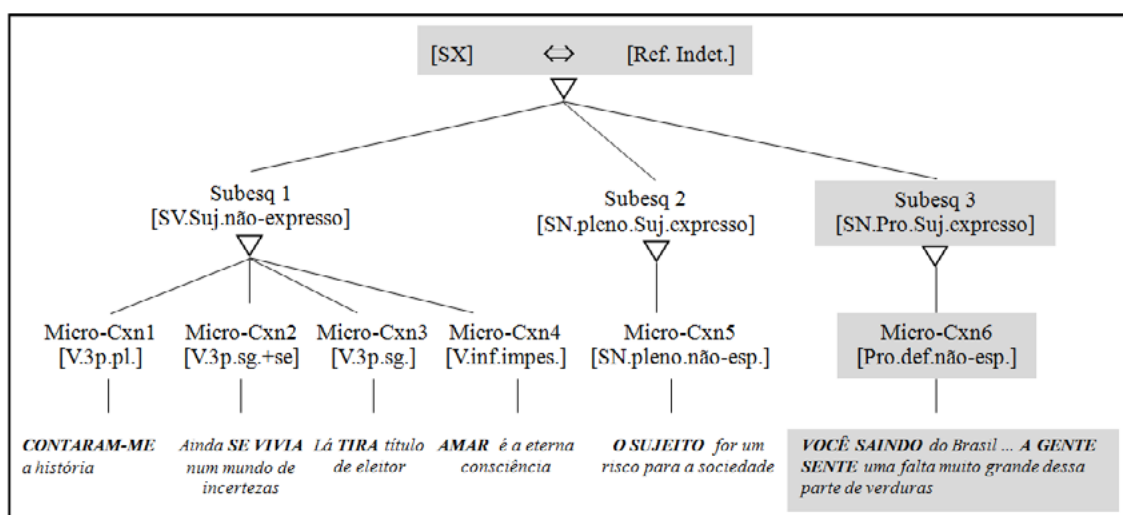 [SX] ⇔ [Ref. Indet.]
Subesq 1
[SV.Suj.não-expresso]
Subesq 2
[SN.pleno.Suj.expresso]
Subesq 3
[SN.Pro.Suj.expresso]
Micro-Cxn1
[V.3p.pl.]
Micro-Cxn2
[V.3p.sg.+se]
Micro-Cxn3
[V.3p.sg.]
Micro-Cxn4
[V.inf.impes.]
Micro-Cxn5
[SN.pleno.não-esp.]
Micro-Cxn6
[Pro.def.não-esp.]
CONTARAM-ME
a história
Ainda SE VIVIA
num mundo de
incertezas
Lá TIRA título
de eleitor
AMAR é a eterna
consciência
O SUJEITO for um
risco para a sociedade
VOCÊ SAINDO do Brasil ... A GENTE
SENTE uma falta muito grande dessa
parte de verduras